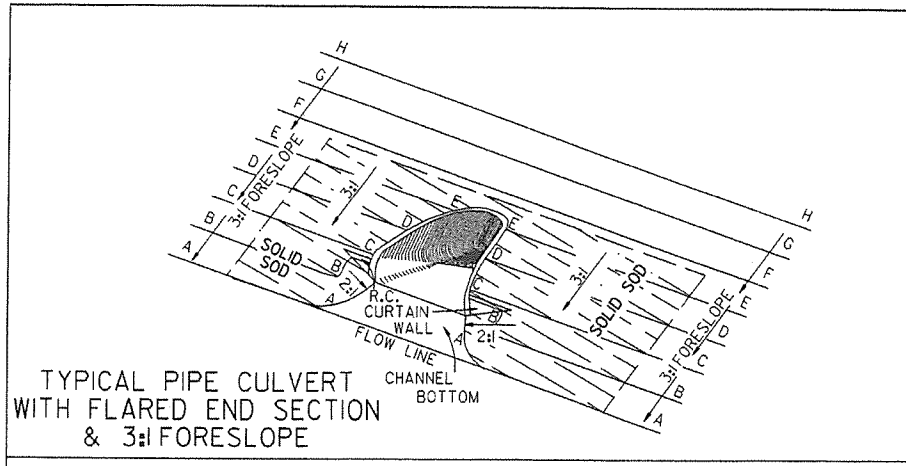 H
G
F
E
D
C
B
A
3:1 FORESLOPE
3:1
SOLID
SOD
E
E
D
D
C
C
B
B
2:1
A
A
2:1
R.C.
CURTAIN
WALL
FLOW LINE
CHANNEL
BOTTOM
3:1
SOLID SOD
H
G
F
E
D
C
B
A
3:1 FORESLOPE
TYPICAL PIPE CULVERT
WITH FLARED END SECTION
& 3:1 FORESLOPE